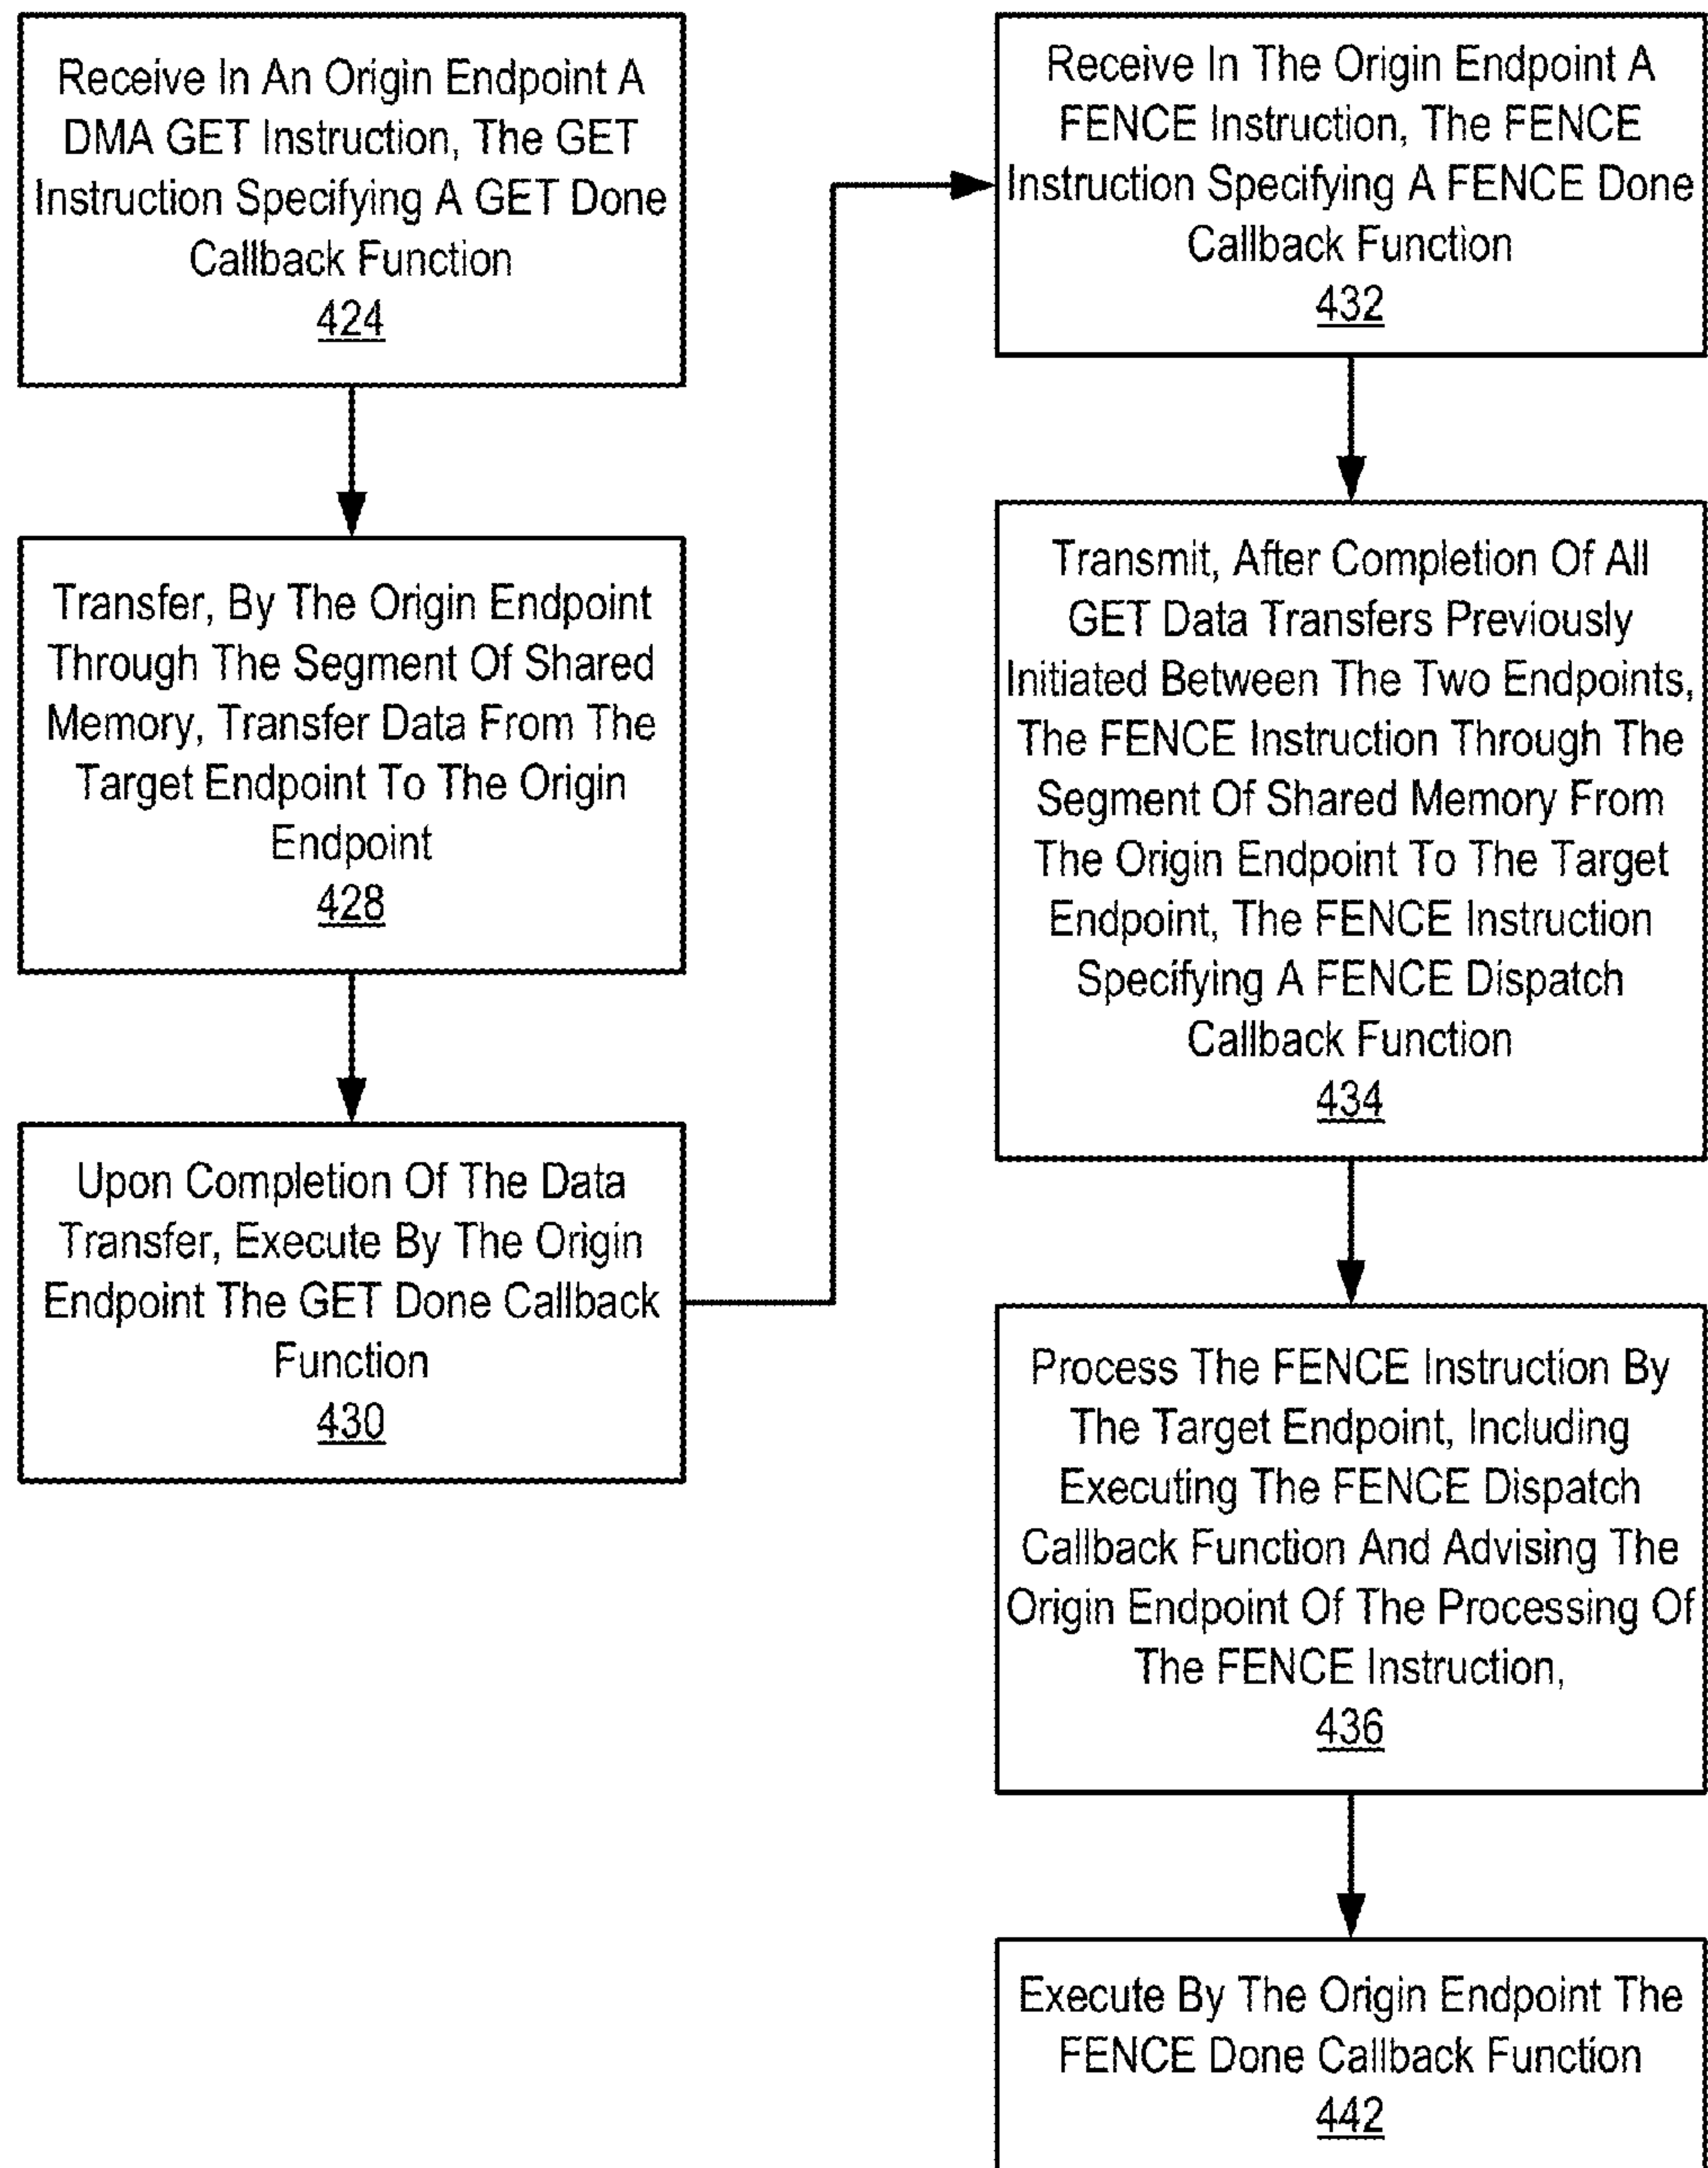 Receive In An Origin Endpoint A
DMA GET Instruction, The GET
Instruction Specifying A GET Done
Callback Function
424
Transfer, By The Origin Endpoint
Through The Segment Of Shared
Memory, Transfer Data From The
Target Endpoint To The Origin
Endpoint
428
Upon Completion Of The Data
Transfer, Execute By The Origin
Endpoint The GET Done Callback
Function
430
Receive In The Origin Endpoint A
FENCE Instruction, The FENCE
Instruction Specifying A FENCE Done
Callback Function
432
Transmit, After Completion Of All
GET Data Transfers Previously
Initiated Between The Two Endpoints,
The FENCE Instruction Through The
Segment Of Shared Memory From
The Origin Endpoint To The Target
Endpoint, The FENCE Instruction
Specifying A FENCE Dispatch
Callback Function
434
Process The FENCE Instruction By
The Target Endpoint, Including
Executing The FENCE Dispatch
Callback Function And Advising The
Origin Endpoint Of The Processing Of
The FENCE Instruction,
436
Execute By The Origin Endpoint The
FENCE Done Callback Function
442